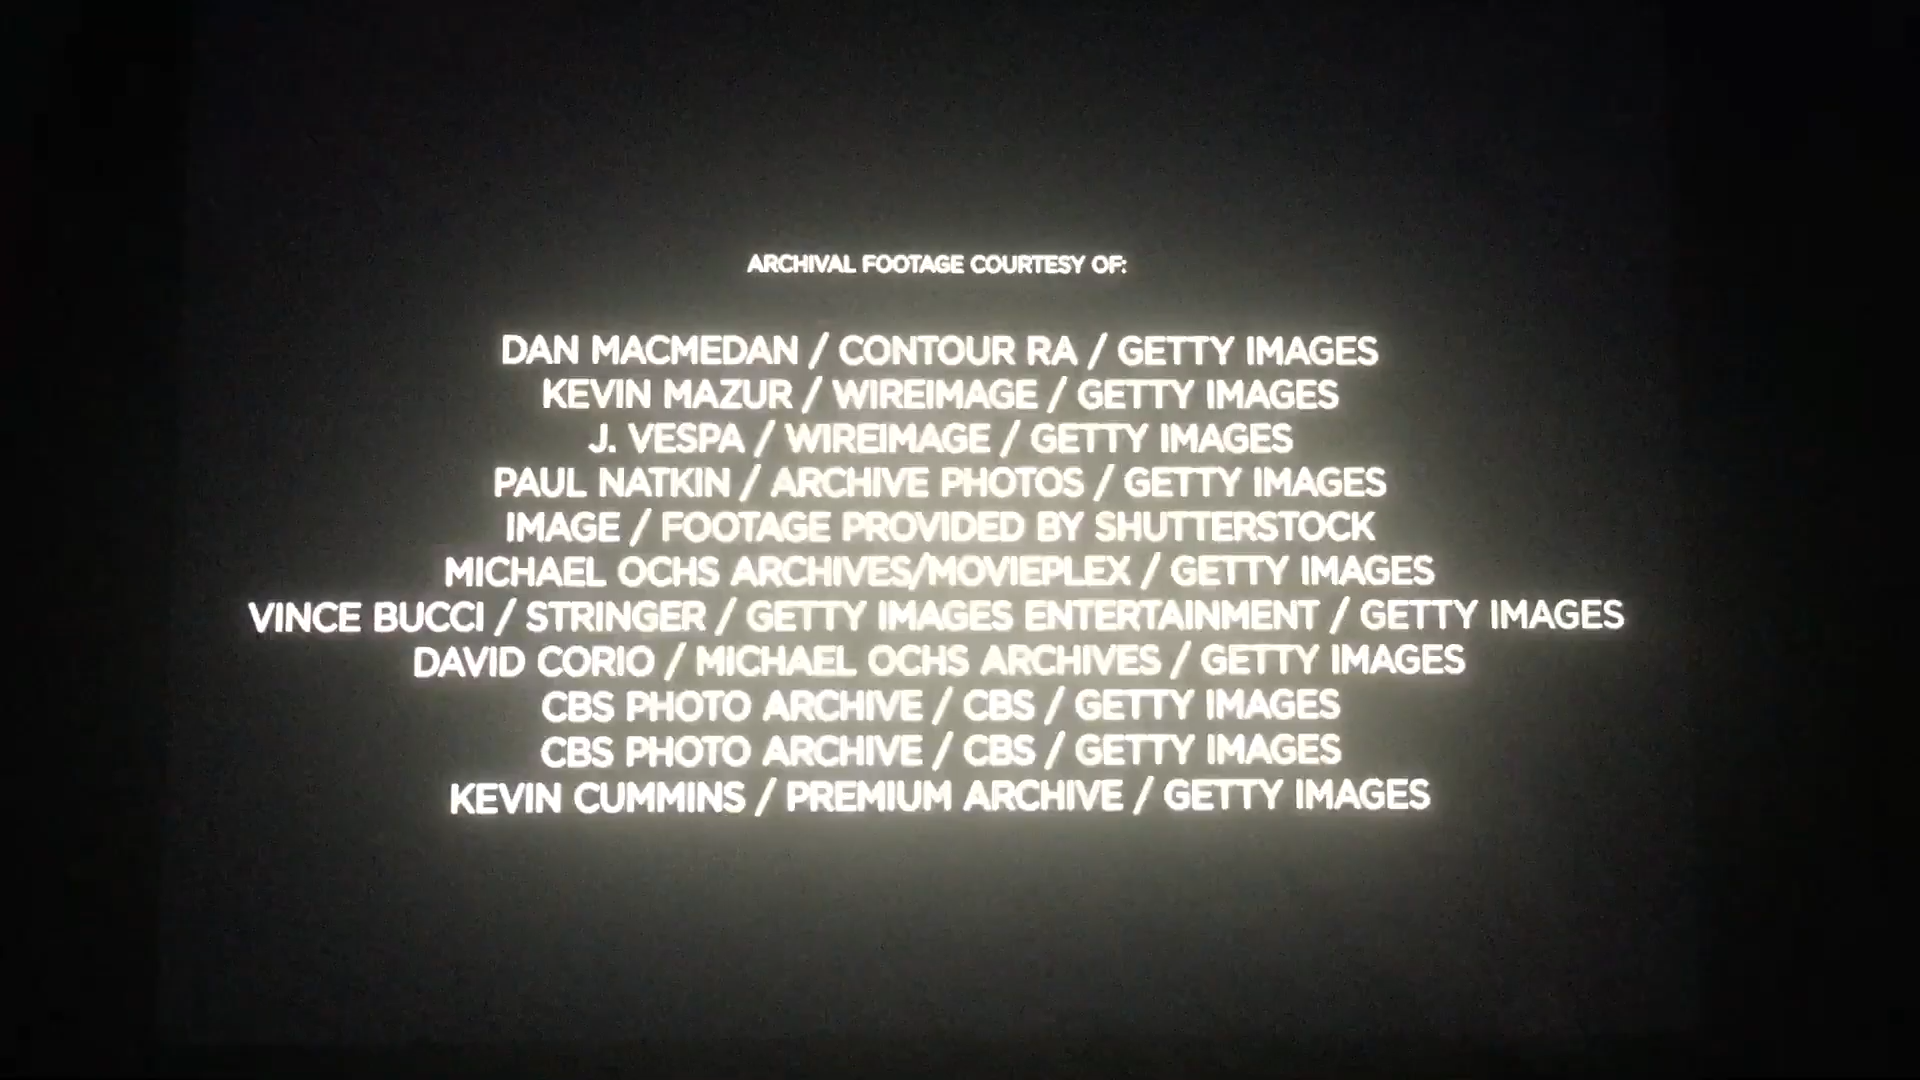 ARCHIVAL FOOTAGE COURTESY OF:
DAN MACMEDAN / CONTOUR RA / GETTY IMAGES
KEVIN MAZUR / WIREIMAGE / GETTY IMAGES
J. VESPA / WIREIMAGE / GETTY IMAGES
PAUL NATKIN / ARCHIVE PHOTOS / GETTY IMAGES
IMAGE / FOOTAGE PROVIDED BY SHUTTERSTOCK
MICHAEL OCHS ARCHIVES/MOVIEPLEX / GETTY IMAGES
VINCE BUCCI / STRINGER / GETTY IMAGES ENTERTAINMENT / GETTY IMAGES
DAVID CORIO / MICHAEL OCHS ARCHIVES / GETTY IMAGES
CBS PHOTO ARCHIVE / CBS / GETTY IMAGES
CBS PHOTO ARCHIVE / CBS / GETTY IMAGES
KEVIN CUMMINS / PREMIUM ARCHIVE / GETTY IMAGES